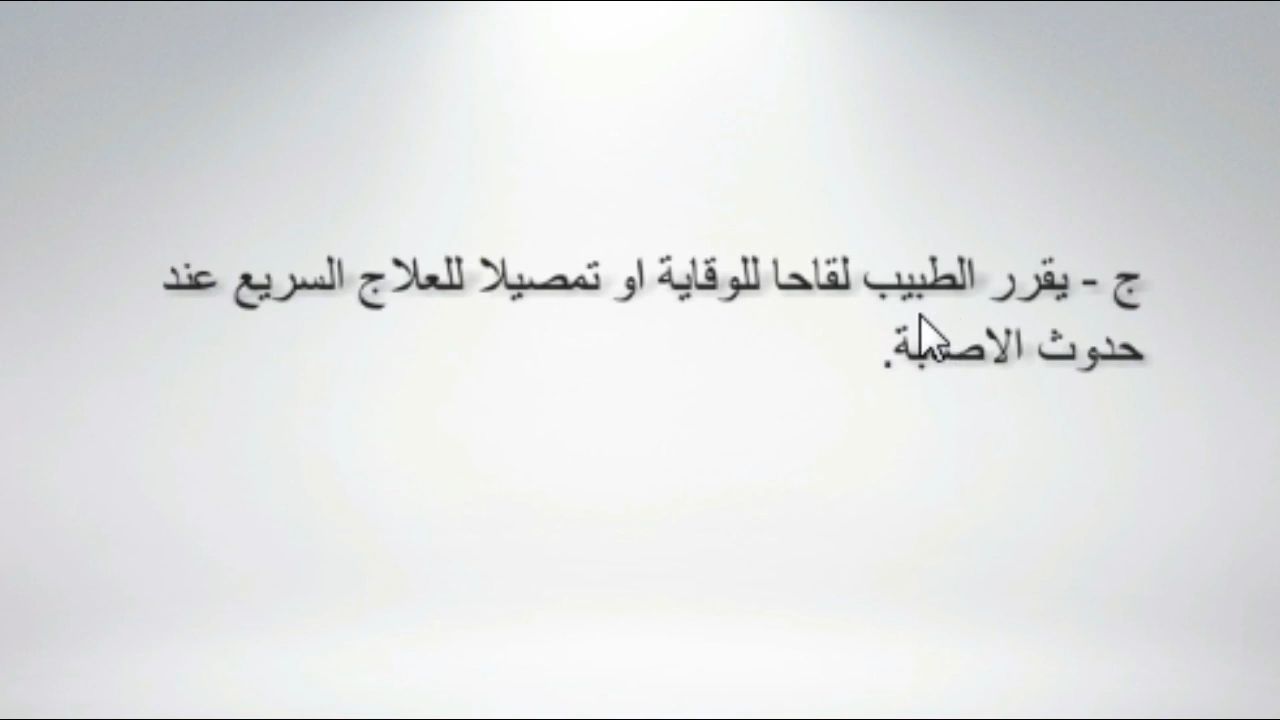 ج - يقرر الطبيب لقاحا للوقاية او تمصيلا للعلاج السريع عند
حدوث الاصابة.